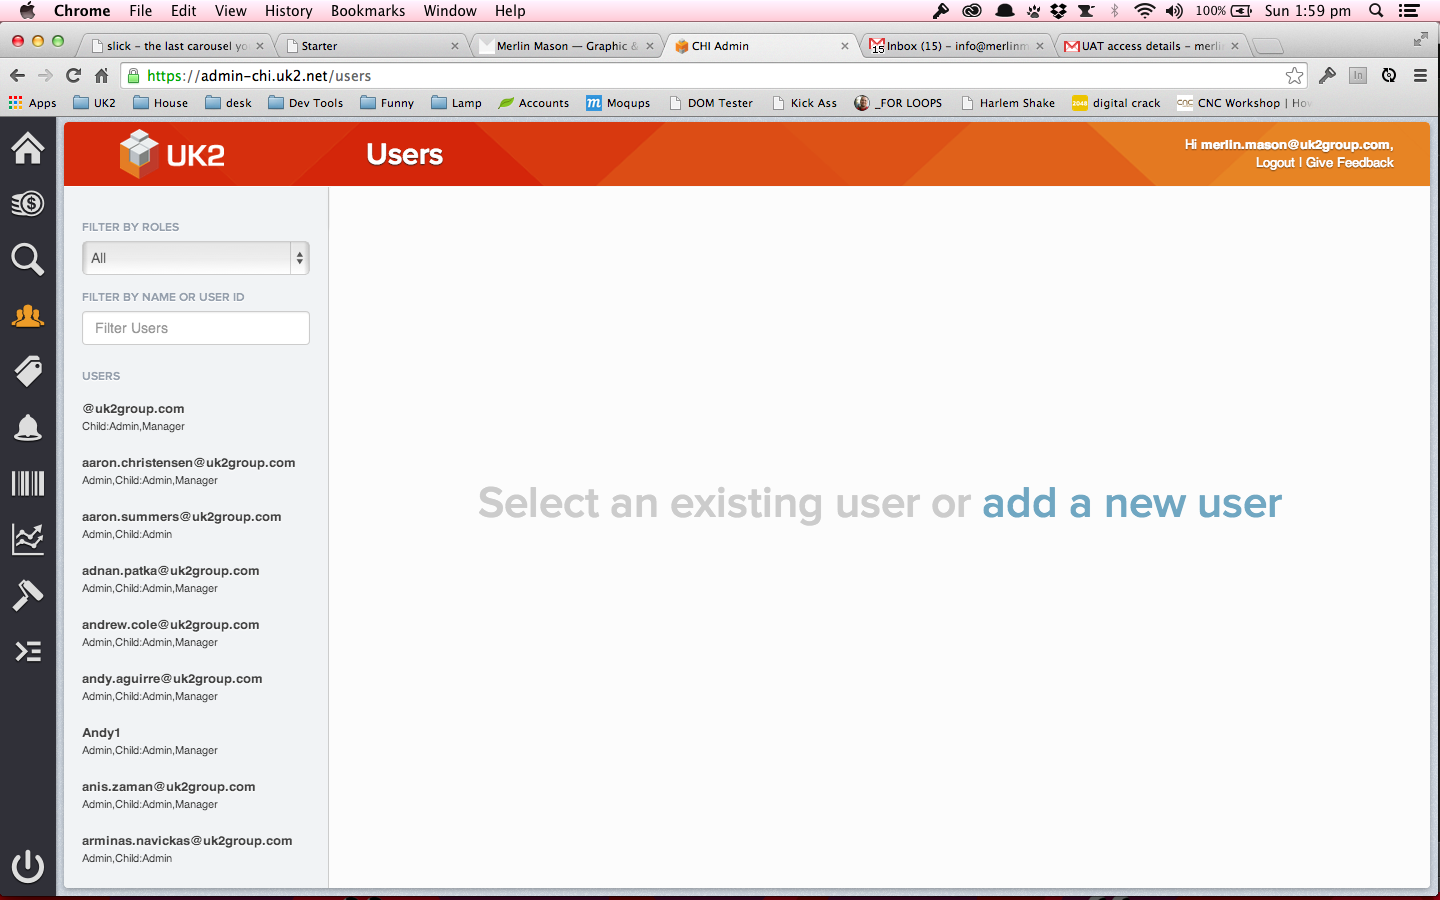 Chrome File Edit View History Bookmarks Window Help 100% Sun 1:59 pm
slick – the last carousel yo Starter Merlin Mason — Graphic & CHI Admin 15 Inbox (15) – info@merlinm UAT access details – merli
https://admin-chi.uk2.net/users In
Apps UK2 House desk Dev Tools Funny Lamp Accounts m Moqups DOM Tester Kick Ass _FOR LOOPS Harlem Shake 2048 digital crack CNC CNC Workshop | How
UK2 Users
Hi merlin.mason@uk2group.com,
Logout | Give Feedback
FILTER BY ROLES
All
FILTER BY NAME OR USER ID
Filter Users
USERS
@uk2group.com
Child:Admin,Manager
aaron.christensen@uk2group.com
Admin,Child:Admin,Manager
aaron.summers@uk2group.com
Admin,Child:Admin
adnan.patka@uk2group.com
Admin,Child:Admin,Manager
andrew.cole@uk2group.com
Admin,Child:Admin,Manager
andy.aguirre@uk2group.com
Admin,Child:Admin,Manager
Andy1
Admin,Child:Admin,Manager
anis.zaman@uk2group.com
Admin,Child:Admin,Manager
arminas.navickas@uk2group.com
Admin,Child:Admin
Select an existing user or add a new user